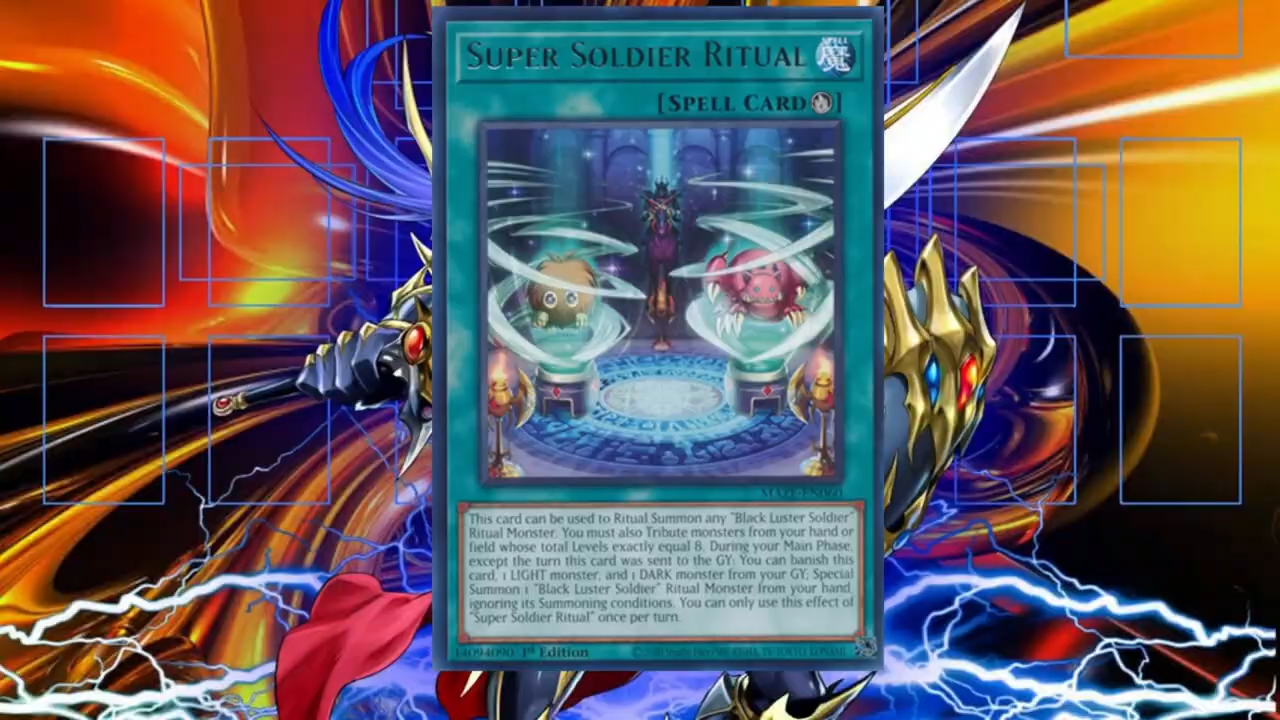 SUPER SOLDIER RITUAL
SPELL
[SPELL CARD]
MAZE-EN060
This card can be used to Ritual Summon any "Black Luster Soldier"
Ritual Monster. You must also Tribute monsters from your hand or
field whose total Levels exactly equal 8. During your Main Phase,
except the turn this card was sent to the GY: You can banish this
card, 1 LIGHT monster, and 1 DARK monster from your GY; Special
Summon 1 "Black Luster Soldier" Ritual Monster from your hand,
ignoring its Summoning conditions. You can only use this effect of
"Super Soldier Ritual" once per turn.
14094090 1st Edition